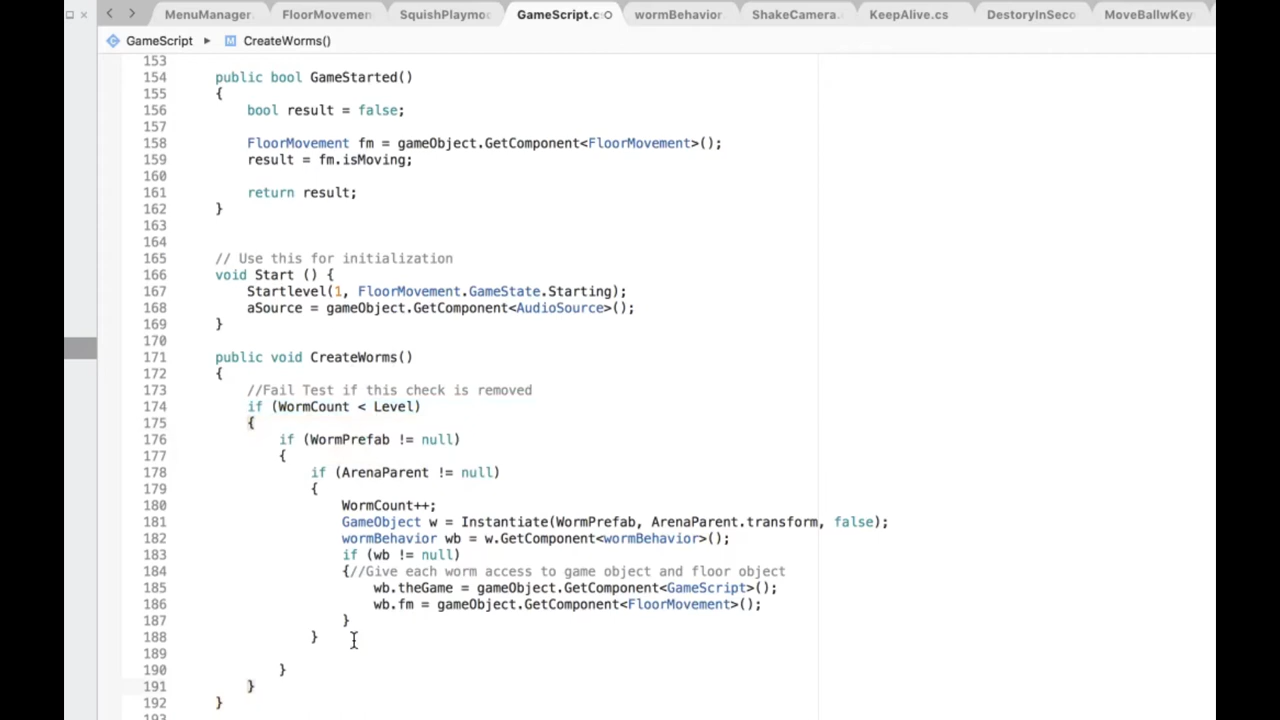 MenuManager. FloorMovemen SquishPlaymo GameScript.cs wormBehavior ShakeCamera. KeepAlive.cs DestoryInSeco MoveBallwKey
GameScript CreateWorms()
153
154 public bool GameStarted()
155 {
156 bool result = false;
157
158 FloorMovement fm = gameObject.GetComponent<FloorMovement>();
159 result = fm.isMoving;
160
161 return result;
162 }
163
164
165 // Use this for initialization
166 void Start () {
167 Startlevel(1, FloorMovement.GameState.Starting);
168 aSource = gameObject.GetComponent<AudioSource>();
169 }
170
171 public void CreateWorms()
172 {
173 //Fail Test if this check is removed
174 if (WormCount < Level)
175 {
176 if (WormPrefab != null)
177 {
178 if (ArenaParent != null)
179 {
180 WormCount++;
181 GameObject w = Instantiate(WormPrefab, ArenaParent.transform, false);
182 wormBehavior wb = w.GetComponent<wormBehavior>();
183 if (wb != null)
184 {//Give each worm access to game object and floor object
185 wb.theGame = gameObject.GetComponent<GameScript>();
186 wb.fm = gameObject.GetComponent<FloorMovement>();
187 }
188 }
189
190 }
191 }
192 }
193